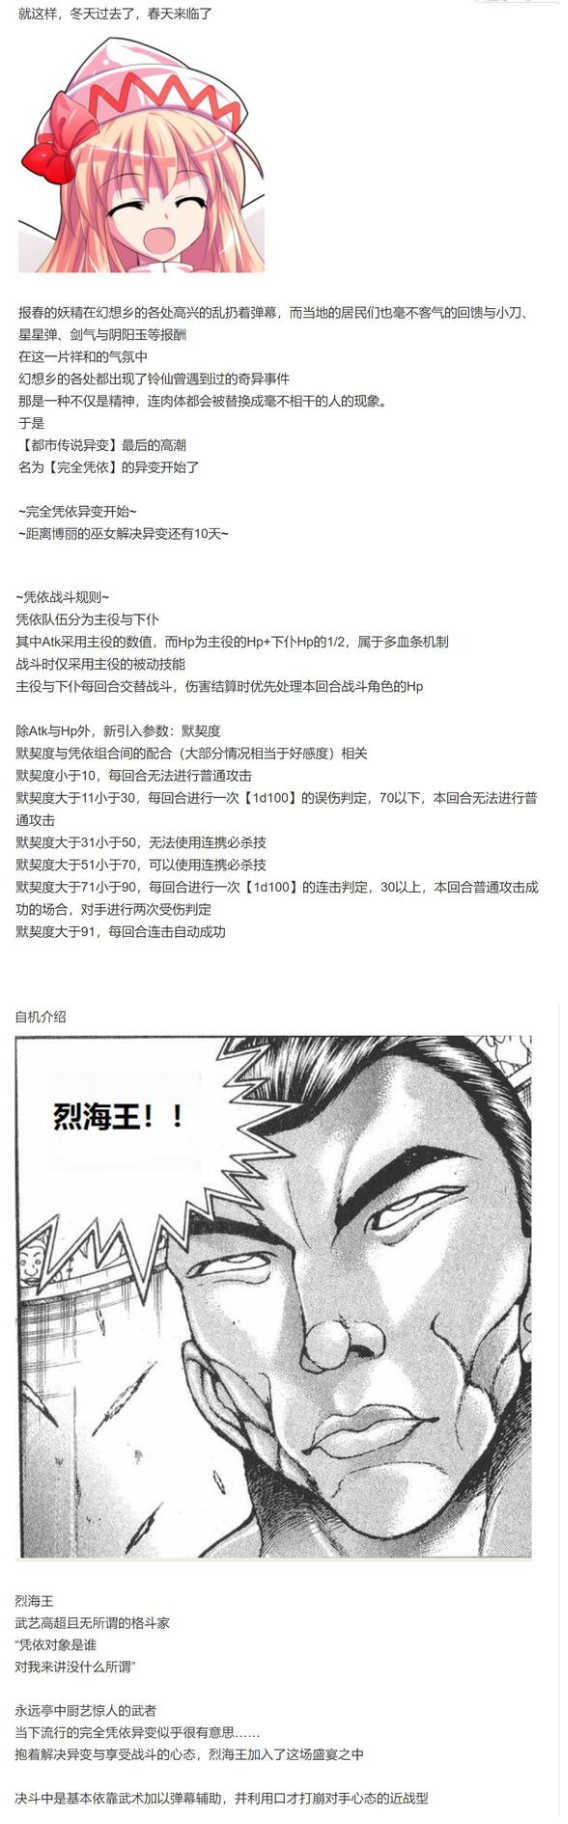 就这样，冬天过去了，春天来临了
报春的妖精在幻想乡的各处高兴的乱扔着弹幕，而当地的居民们也毫不客气的回馈与小刀、
星星弹、剑气与阴阳玉等报酬
在这一片祥和的气氛中
幻想乡的各处都出现了铃仙曾遇到过的奇异事件
那是一种不仅是精神，连肉体都会被替换成毫不相干的人的现象。
于是
【都市传说异变】最后的高潮
名为【完全凭依】的异变开始了
~完全凭依异变开始~
~距离博丽的巫女解决异变还有10天~
~凭依战斗规则~
凭依队伍分为主役与下仆
其中Atk采用主役的数值，而Hp为主役的Hp+下仆Hp的1/2，属于多血条机制
战斗时仅采用主役的被动技能
主役与下仆每回合交替战斗，伤害结算时优先处理本回合战斗角色的Hp
除Atk与Hp外，新引入参数：默契度
默契度与凭依组合间的配合（大部分情况相当于好感度）相关
默契度小于10，每回合无法进行普通攻击
默契度大于11小于30，每回合进行一次【1d100】的误伤判定，70以下，本回合无法进行普
通攻击
默契度大于31小于50，无法使用连携必杀技
默契度大于51小于70，可以使用连携必杀技
默契度大于71小于90，每回合进行一次【1d100】的连击判定，30以上，本回合普通攻击成
功的场合，对手进行两次受伤判定
默契度大于91，每回合连击自动成功
自机介绍
烈海王！！
烈海王
武艺高超且无所谓的格斗家
“凭依对象是谁
对我来讲没什么所谓”
永远亭中厨艺惊人的武者
当下流行的完全凭依异变似乎很有意思……
抱着解决异变与享受战斗的心态，烈海王加入了这场盛宴之中
决斗中是基本依靠武术加以弹幕辅助，并利用口才打崩对手心态的近战型